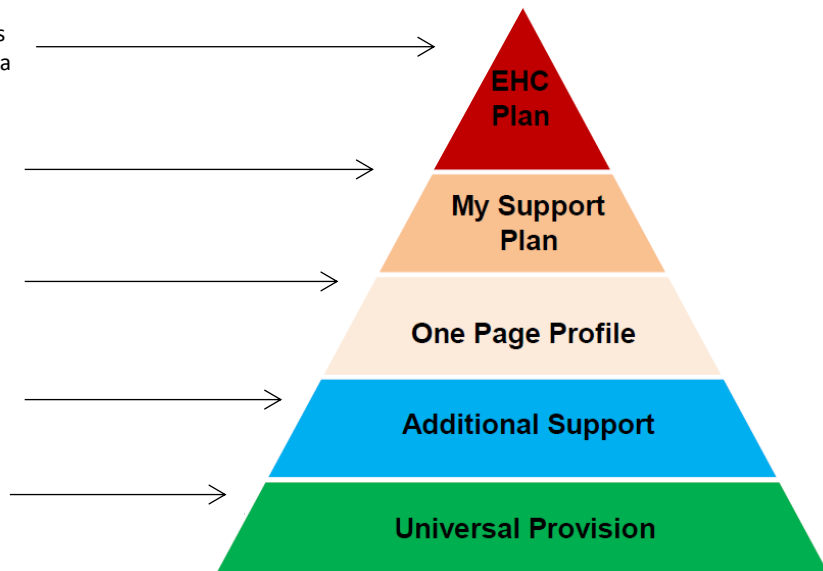 s
a
EHC
Plan
My Support
Plan
One Page Profile
Additional Support
Universal Provision